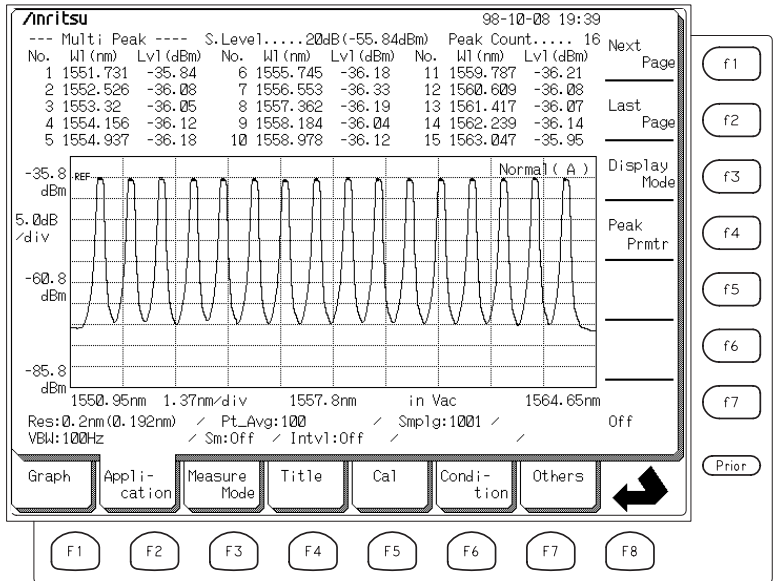 Anritsu 98-10-08 19:39
--- Multi Peak ---- S.Level.....20dB(-55.84dBm) Peak Count..... 16
No. Wl(nm) Lvl(dBm) No. Wl(nm) Lvl(dBm) No. Wl(nm) Lvl(dBm)
1 1551.731 -35.84 6 1555.745 -36.18 11 1559.787 -36.21
2 1552.526 -36.08 7 1556.553 -36.33 12 1560.609 -36.08
3 1553.32 -36.05 8 1557.362 -36.19 13 1561.417 -36.07
4 1554.156 -36.12 9 1558.184 -36.04 14 1562.239 -36.14
5 1554.937 -36.18 10 1558.978 -36.12 15 1563.047 -35.95
Next
Page
Last
Page
Display
Mode
Peak
Prmtr
Off
-35.8
dBm
REF
Normal( A )
5.0dB
/div
-60.8
dBm
-85.8
dBm
1550.95nm 1.37nm/div 1557.8nm in Vac 1564.65nm
Res:0.2nm(0.192nm) / Pt_Avg:100 / Smplg:1001 /
VBW:100Hz / Sm:Off / Intvl:Off / /
Graph
Appli-
cation
Measure
Mode
Title
Cal
Condi-
tion
Others
f1
f2
f3
f4
f5
f6
f7
Prior
F1 F2 F3 F4 F5 F6 F7 F8